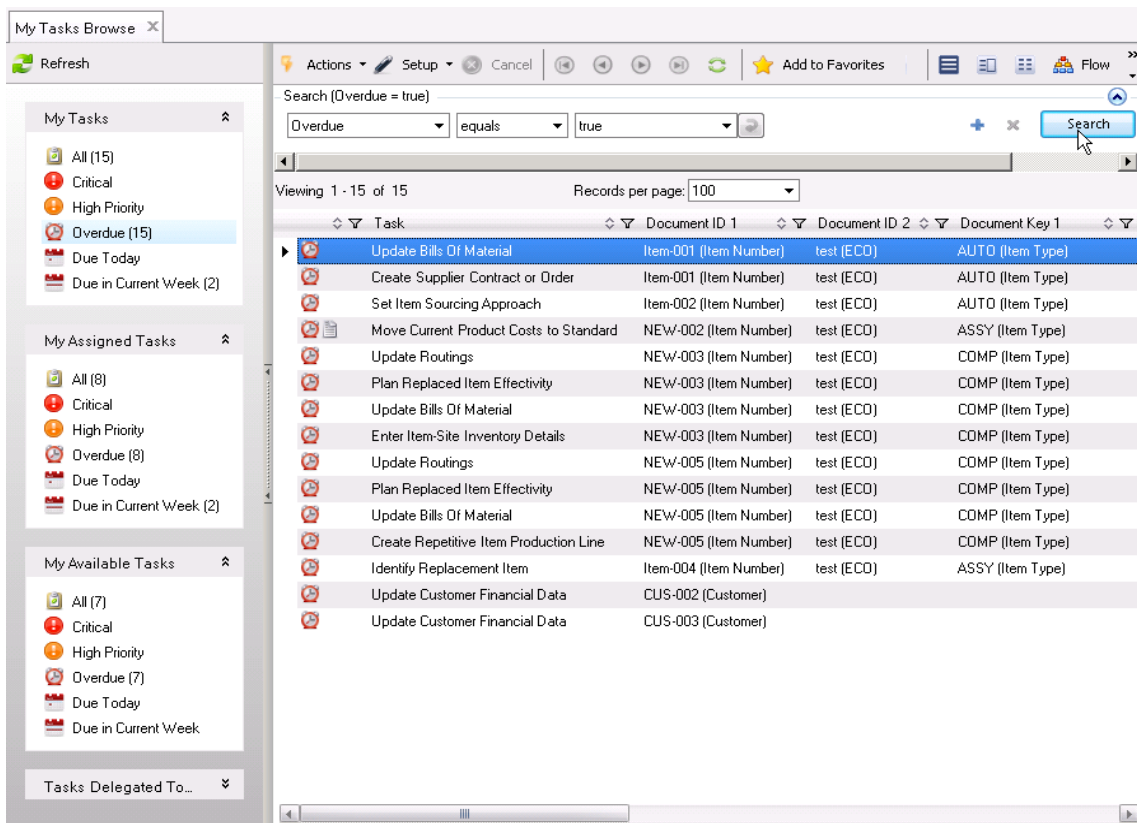 My Tasks Browse
Refresh
Actions Setup Cancel Add to Favorites Flow
My Tasks
All (15)
Critical
High Priority
Overdue (15)
Due Today
Due in Current Week (2)
My Assigned Tasks
All (8)
Critical
High Priority
Overdue (8)
Due Today
Due in Current Week (2)
My Available Tasks
All (7)
Critical
High Priority
Overdue (7)
Due Today
Due in Current Week
Tasks Delegated To...
Search (Overdue = true)
Overdue equals true Search
Viewing 1 - 15 of 15 Records per page: 100
Task Document ID 1 Document ID 2 Document Key 1
Update Bills Of Material Item-001 (Item Number) test (ECO) AUTO (Item Type)
Create Supplier Contract or Order Item-001 (Item Number) test (ECO) AUTO (Item Type)
Set Item Sourcing Approach Item-002 (Item Number) test (ECO) AUTO (Item Type)
Move Current Product Costs to Standard NEW-002 (Item Number) test (ECO) ASSY (Item Type)
Update Routings NEW-003 (Item Number) test (ECO) COMP (Item Type)
Plan Replaced Item Effectivity NEW-003 (Item Number) test (ECO) COMP (Item Type)
Update Bills Of Material NEW-003 (Item Number) test (ECO) COMP (Item Type)
Enter Item-Site Inventory Details NEW-003 (Item Number) test (ECO) COMP (Item Type)
Update Routings NEW-005 (Item Number) test (ECO) COMP (Item Type)
Plan Replaced Item Effectivity NEW-005 (Item Number) test (ECO) COMP (Item Type)
Update Bills Of Material NEW-005 (Item Number) test (ECO) COMP (Item Type)
Create Repetitive Item Production Line NEW-005 (Item Number) test (ECO) COMP (Item Type)
Identify Replacement Item Item-004 (Item Number) test (ECO) ASSY (Item Type)
Update Customer Financial Data CUS-002 (Customer)
Update Customer Financial Data CUS-003 (Customer)